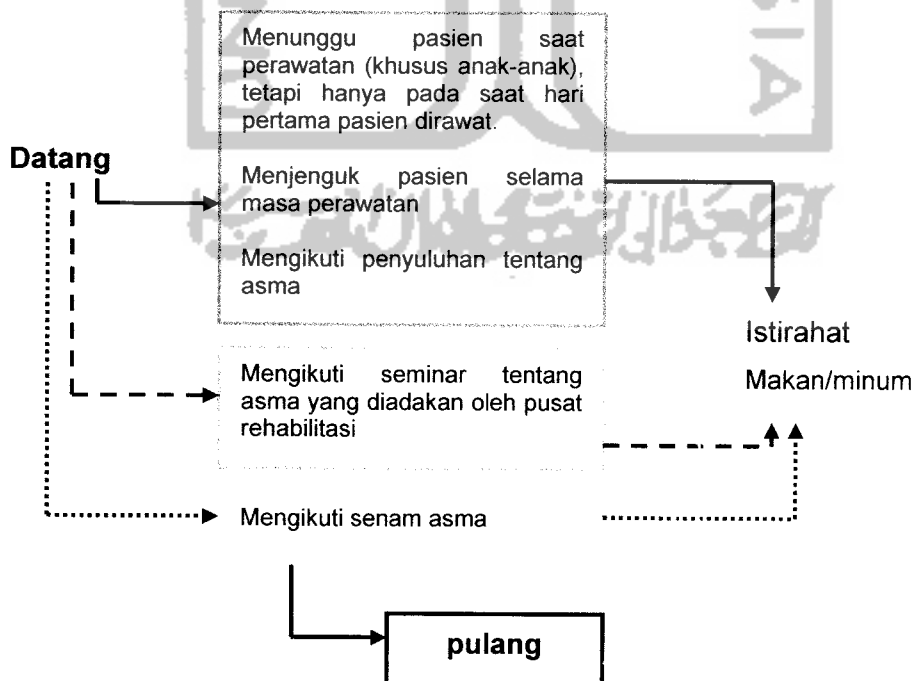 Menunggu pasien saat
perawatan (khusus anak-anak),
tetapi hanya pada saat hari
pertama pasien dirawat.
Datang
Menjenguk pasien selama
masa perawatan
Mengikuti penyuluhan tentang
asma
Istirahat
Makan/minum
Mengikuti seminar tentang
asma yang diadakan oleh pusat
rehabilitasi
Mengikuti senam asma
pulang